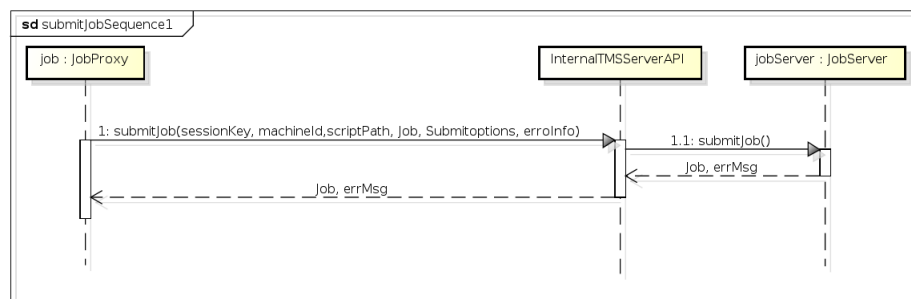 sd submitJobSequence1
job : JobProxy
InternalTMSServerAPI
jobServer : JobServer
1: submitJob(sessionKey, machineId,scriptPath, Job, Submitoptions, erroInfo)
1.1: submitJob()
Job, errMsg
Job, errMsg